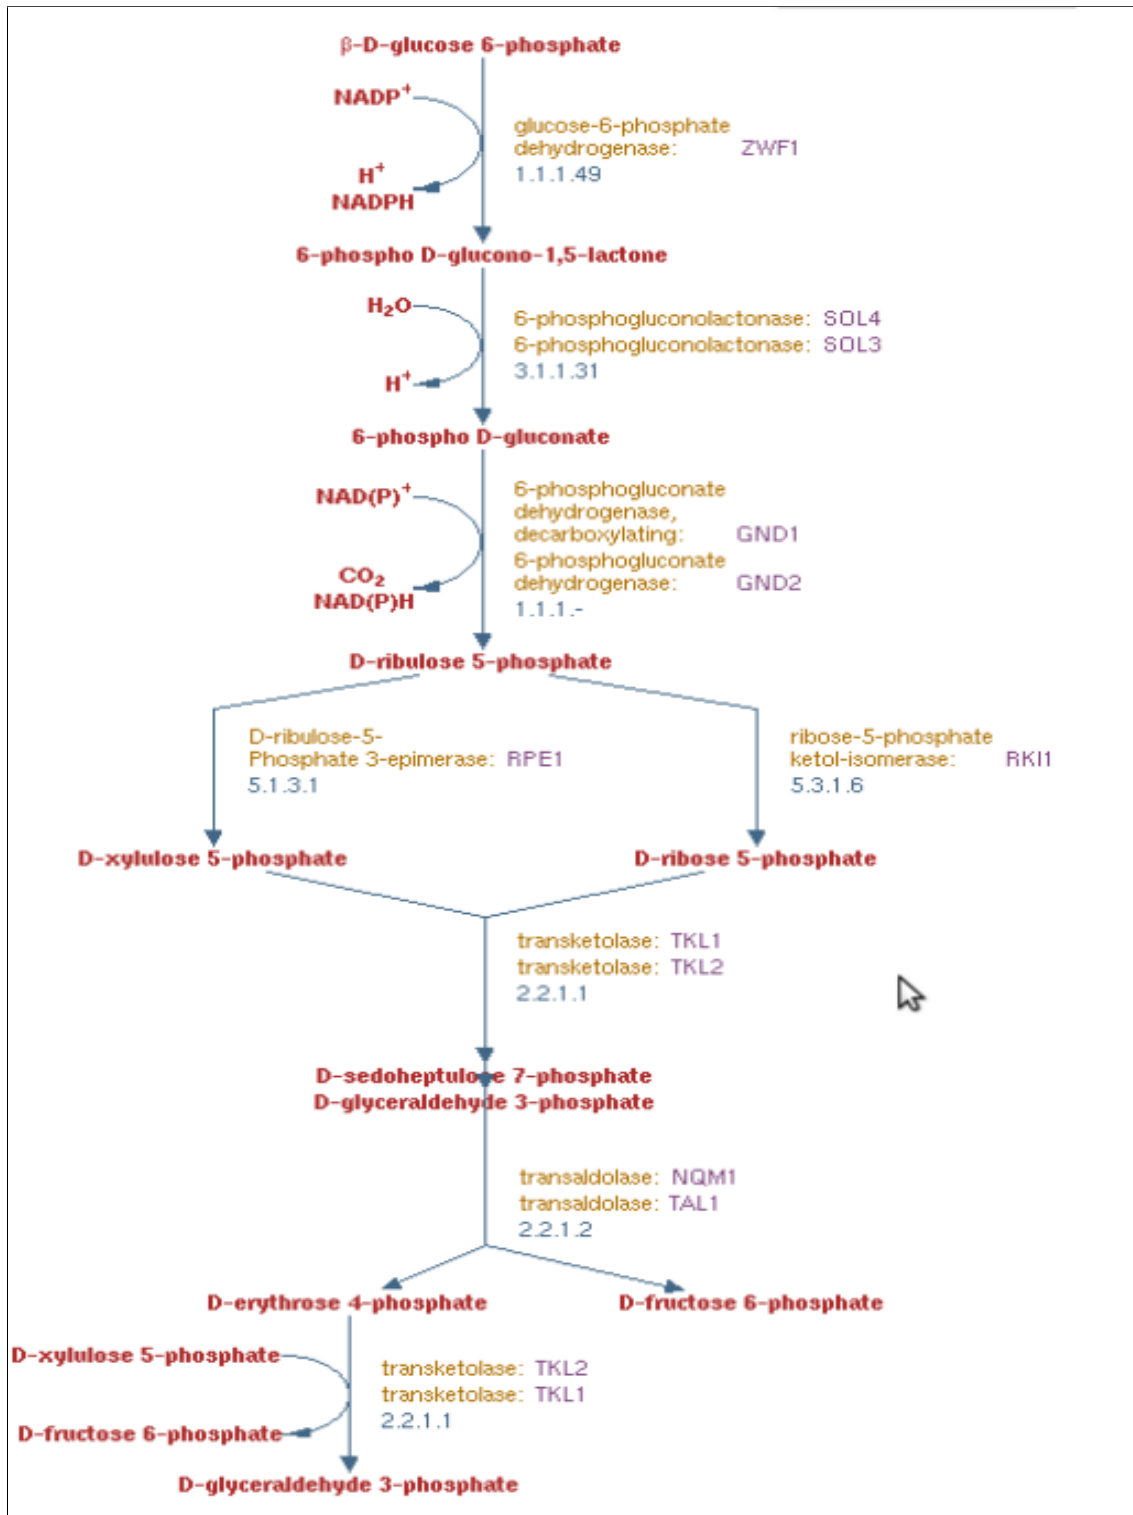 β-D-glucose 6-phosphate
NADP+
glucose-6-phosphate
dehydrogenase: ZWF1
1.1.1.49
H+
NADPH
6-phospho D-glucono-1,5-lactone
H2O
6-phosphogluconolactonase: SOL4
6-phosphogluconolactonase: SOL3
3.1.1.31
H+
6-phospho D-gluconate
NAD(P)+
6-phosphogluconate
dehydrogenase,
decarboxylating: GND1
6-phosphogluconate
dehydrogenase: GND2
1.1.1.-
CO2
NAD(P)H
D-ribulose 5-phosphate
D-ribulose-5-
Phosphate 3-epimerase: RPE1
5.1.3.1
ribose-5-phosphate
ketol-isomerase: RKI1
5.3.1.6
D-xylulose 5-phosphate
D-ribose 5-phosphate
transketolase: TKL1
transketolase: TKL2
2.2.1.1
D-sedoheptulose 7-phosphate
D-glyceraldehyde 3-phosphate
transaldolase: NQM1
transaldolase: TAL1
2.2.1.2
D-erythrose 4-phosphate
D-fructose 6-phosphate
D-xylulose 5-phosphate
transketolase: TKL2
transketolase: TKL1
2.2.1.1
D-fructose 6-phosphate
D-glyceraldehyde 3-phosphate